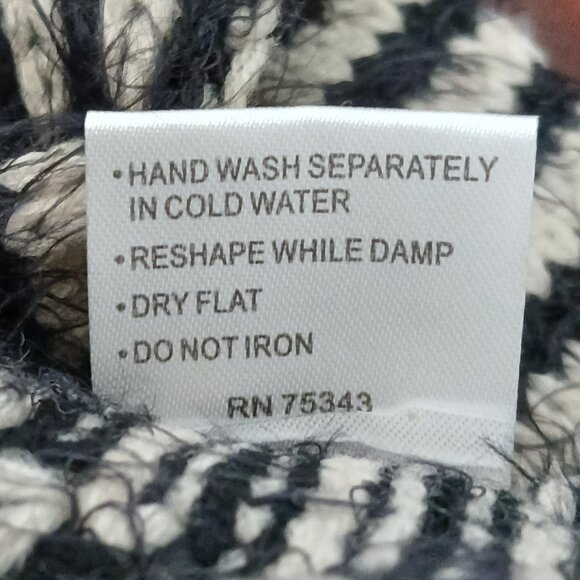 •HAND WASH SEPARATELY
IN COLD WATER
•RESHAPE WHILE DAMP
•DRY FLAT
•DO NOT IRON
RN 75343